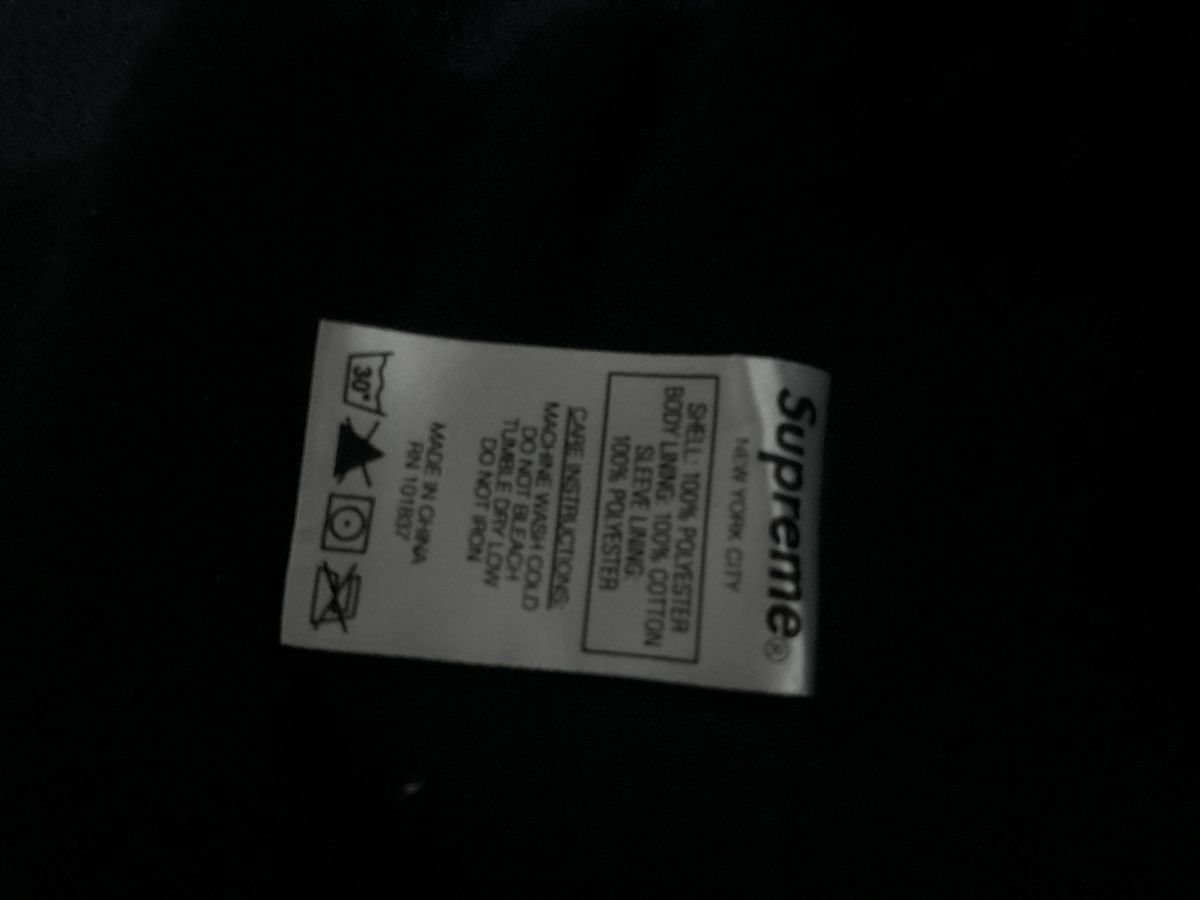 Supreme®
NEW YORK CITY
SHELL: 100% POLYESTER
BODY LINING: 100% COTTON
SLEEVE LINING:
100% POLYESTER
CARE INSTRUCTIONS:
MACHINE WASH COLD
DO NOT BLEACH
TUMBLE DRY LOW
DO NOT IRON
MADE IN CHINA
RN 101837
30°